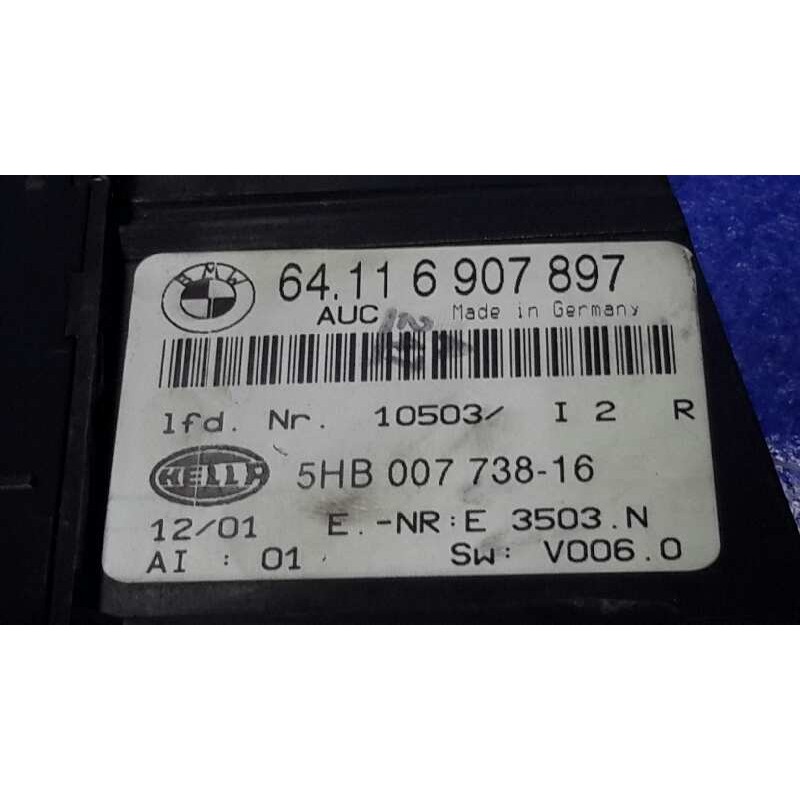 BMW
64.11 6 907 897
AUC Made in Germany
lfd. Nr. 10503/ I 2 R
HELLA 5HB 007 738-16
12/01 E.-NR:E 3503.N
AI : 01 SW: V006.0